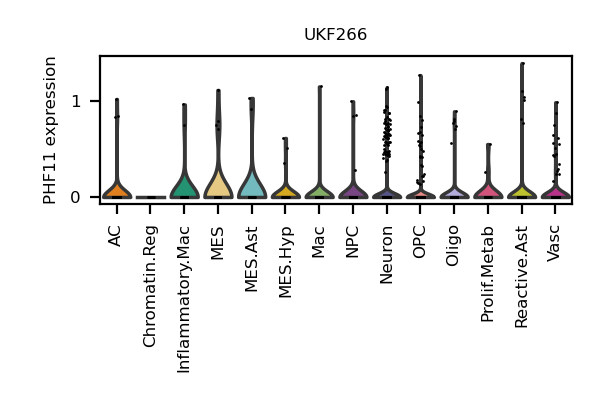 UKF266
PHF11 expression
1
0
AC
Chromatin.Reg
Inflammatory.Mac
MES
MES.Ast
MES.Hyp
Mac
NPC
Neuron
OPC
Oligo
Prolif.Metab
Reactive.Ast
Vasc